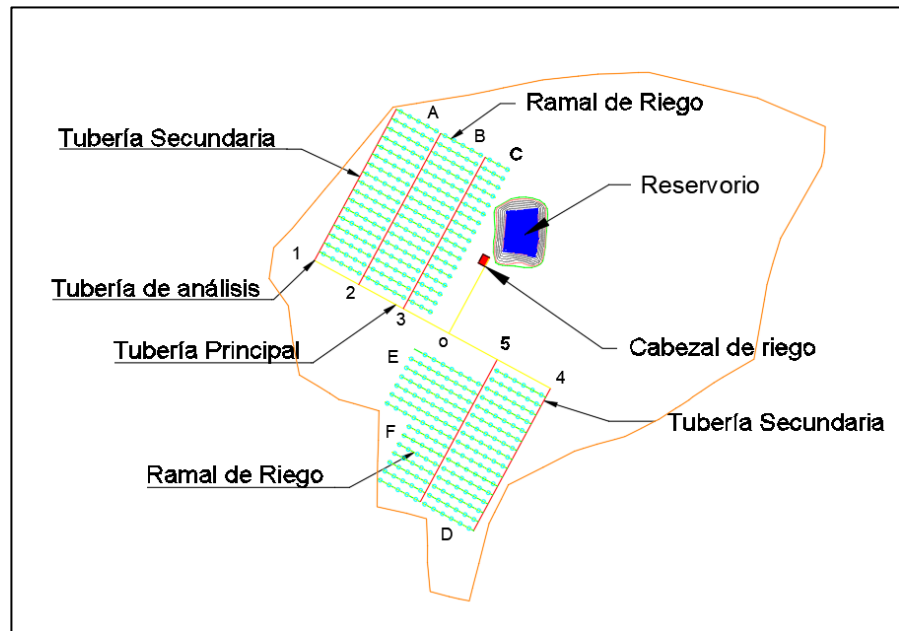 A
Ramal de Riego
B
Tubería Secundaria
C
Reservorio
1
Tubería de análisis
2
3
Tubería Principal
o
5
Cabezal de riego
E
4
Tubería Secundaria
F
Ramal de Riego
D